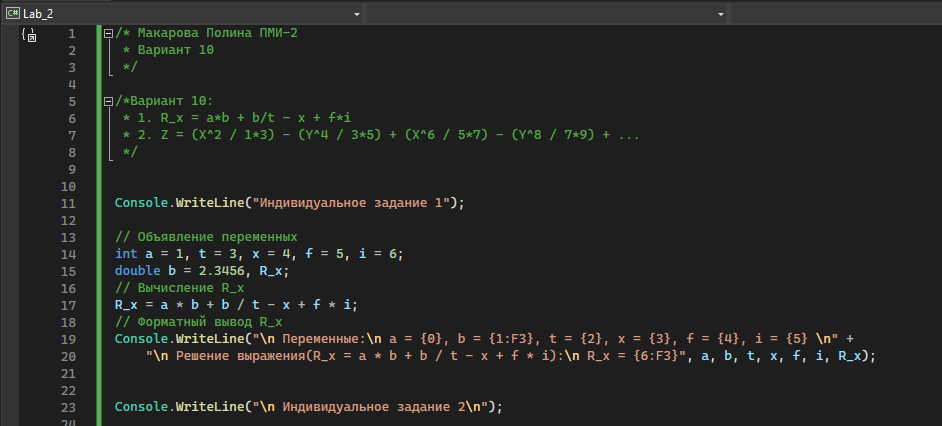 C# Lab_2
1 /* Макарова Полина ПМИ-2
2 * Вариант 10
3 */
4
5 /*Вариант 10:
6 * 1. R_x = a*b + b/t - x + f*i
7 * 2. Z = (X^2 / 1*3) - (Y^4 / 3*5) + (X^6 / 5*7) - (Y^8 / 7*9) + ...
8 */
9
10
11 Console.WriteLine("Индивидуальное задание 1");
12
13 // Объявление переменных
14 int a = 1, t = 3, x = 4, f = 5, i = 6;
15 double b = 2.3456, R_x;
16 // Вычисление R_x
17 R_x = a * b + b / t - x + f * i;
18 // Форматный вывод R_x
19 Console.WriteLine("\n Переменные:\n a = {0}, b = {1:F3}, t = {2}, x = {3}, f = {4}, i = {5} \n" +
20 "\n Решение выражения(R_x = a * b + b / t - x + f * i):\n R_x = {6:F3}", a, b, t, x, f, i, R_x);
21
22
23 Console.WriteLine("\n Индивидуальное задание 2\n");
24